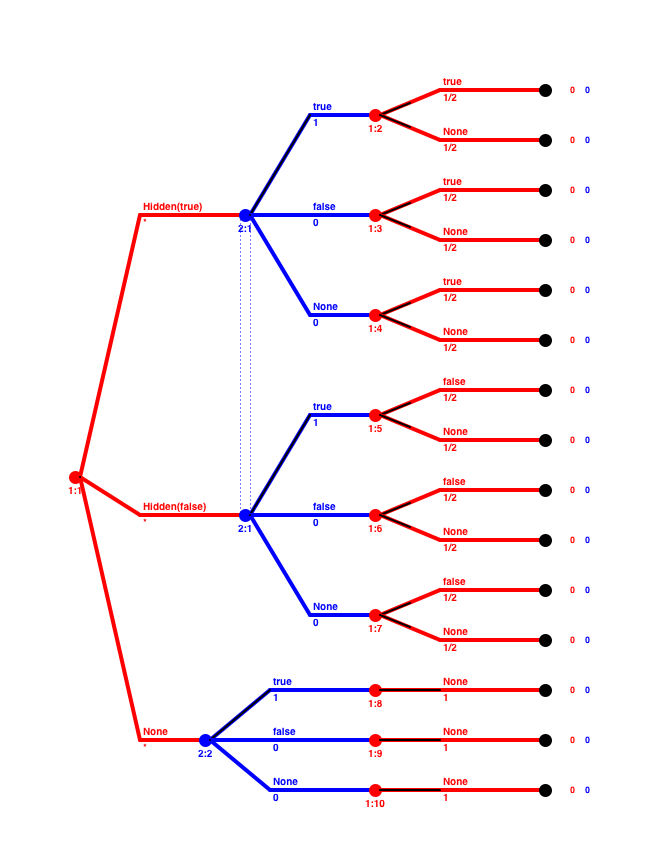 true
1/2
0 0
true
1
1:2
None
1/2
0 0
true
1/2
0 0
Hidden(true)
*
2:1
false
0
1:3
None
1/2
0 0
true
1/2
0 0
None
0
1:4
None
1/2
0 0
false
1/2
0 0
true
1
1:5
None
1/2
0 0
1:1
false
1/2
0 0
Hidden(false)
*
2:1
false
0
1:6
None
1/2
0 0
false
1/2
0 0
None
0
1:7
None
1/2
0 0
true
1
1:8
None
1
0 0
None
*
2:2
false
0
1:9
None
1
0 0
None
0
1:10
None
1
0 0